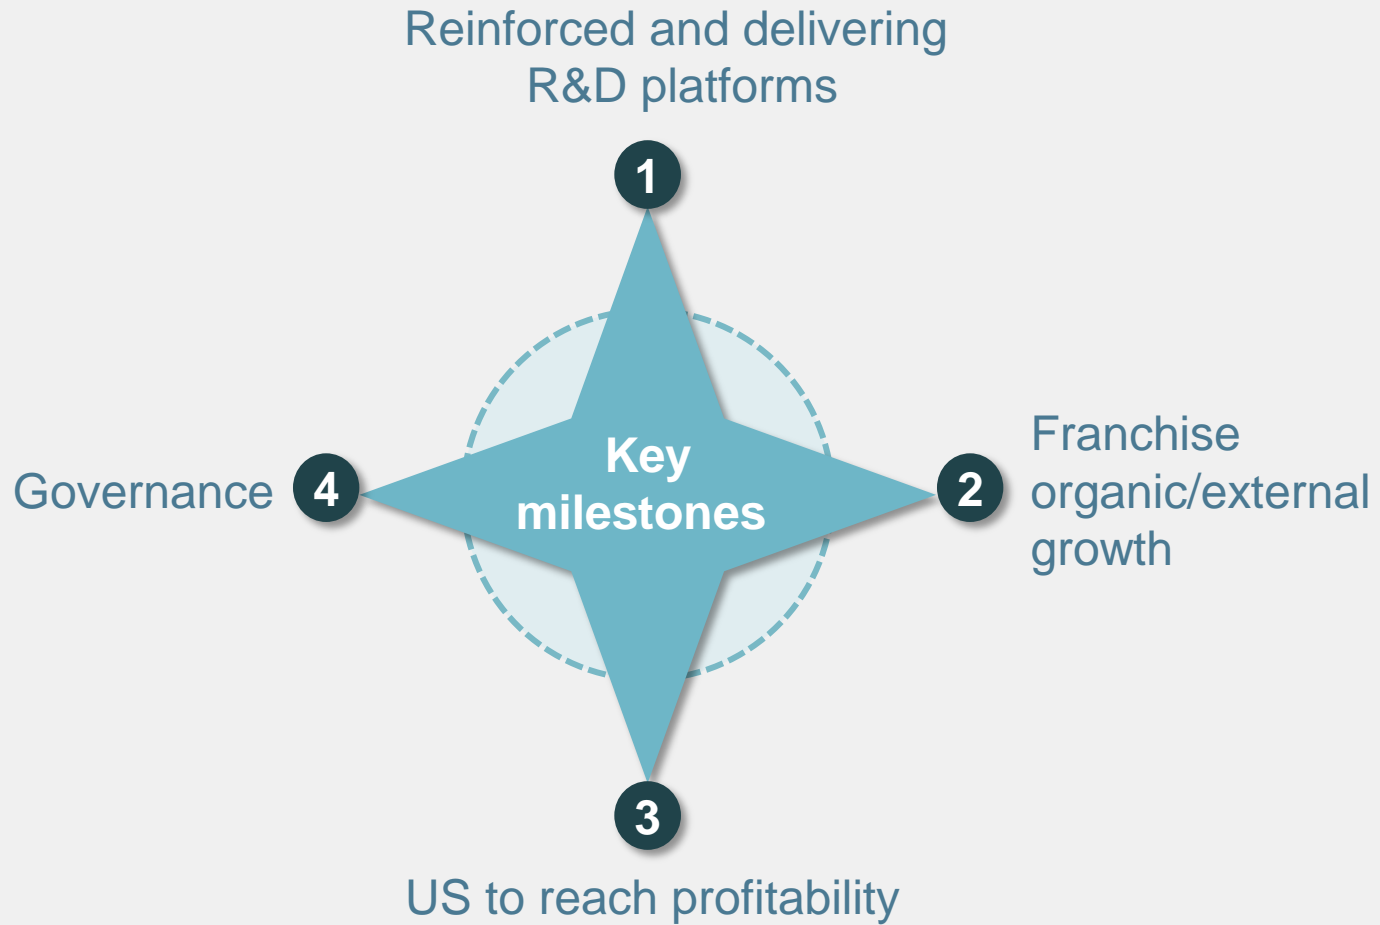 Reinforced and delivering
R&D platforms
1
Key
milestones
Franchise
organic/external
growth
2
Governance
4
3
US to reach profitability